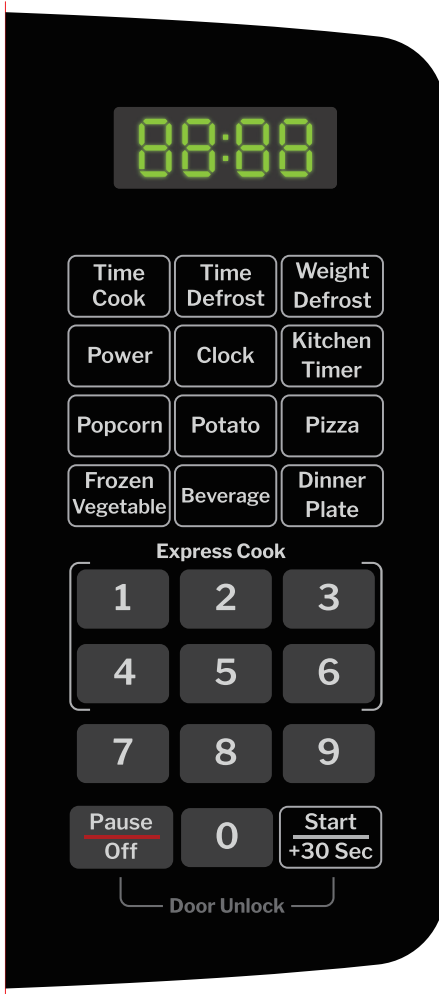 88:88
Time Cook
Time Defrost
Weight Defrost
Power
Clock
Kitchen Timer
Popcorn
Potato
Pizza
Frozen Vegetable
Beverage
Dinner Plate
Express Cook
1 2 3
4 5 6
7 8 9
Pause
Off
0
Start
+30 Sec
Door Unlock